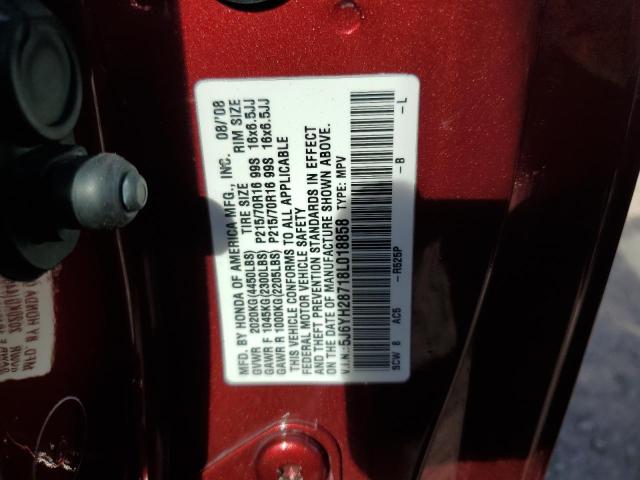 MFD. BY HONDA OF AMERICA MFG., INC. 08/'08
TIRE SIZE RIM SIZE
GVWR 2020KG(4450LBS)
GAWR F 1045KG(2300LBS) P215/70R16 99S 16x6.5JJ
GAWR R 1000KG(2205LBS) P215/70R16 99S 16x6.5JJ
THIS VEHICLE CONFORMS TO ALL APPLICABLE
FEDERAL MOTOR VEHICLE SAFETY
AND THEFT PREVENTION STANDARDS IN EFFECT
ON THE DATE OF MANUFACTURE SHOWN ABOVE.
V.I.N.: 5J6YH28718L018858 TYPE: MPV
SCW 8 AC5 -R525P -B -L